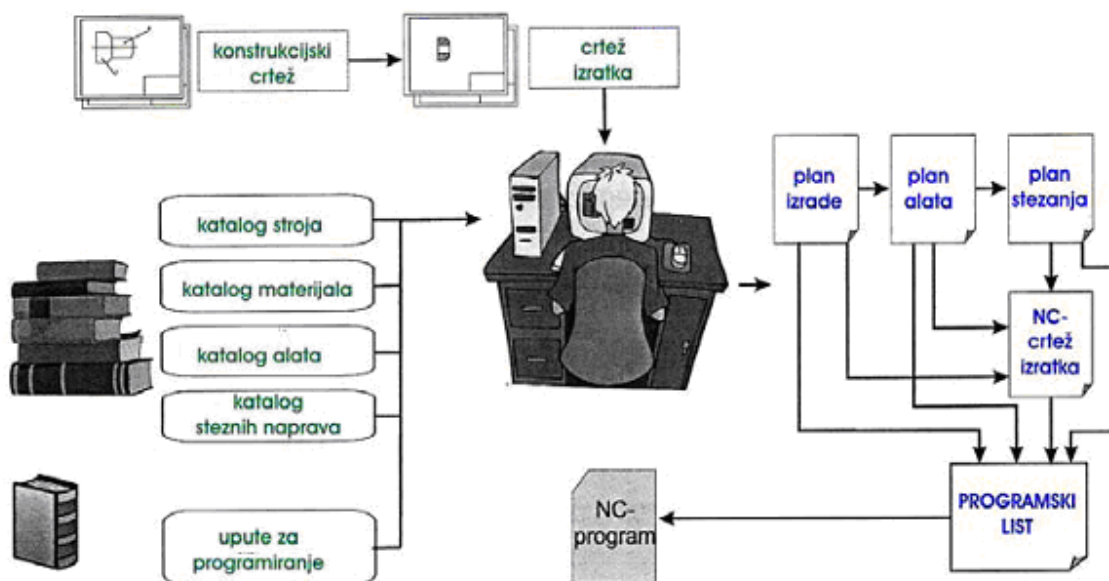 konstrukcijski
crtež
crtež
izratka
katalog stroja
katalog materijala
katalog alata
katalog
steznih naprava
upute za
programiranje
plan
izrade
plan
alata
plan
stezanja
NC-
crtež
izratka
PROGRAMSKI
LIST
NC-
program